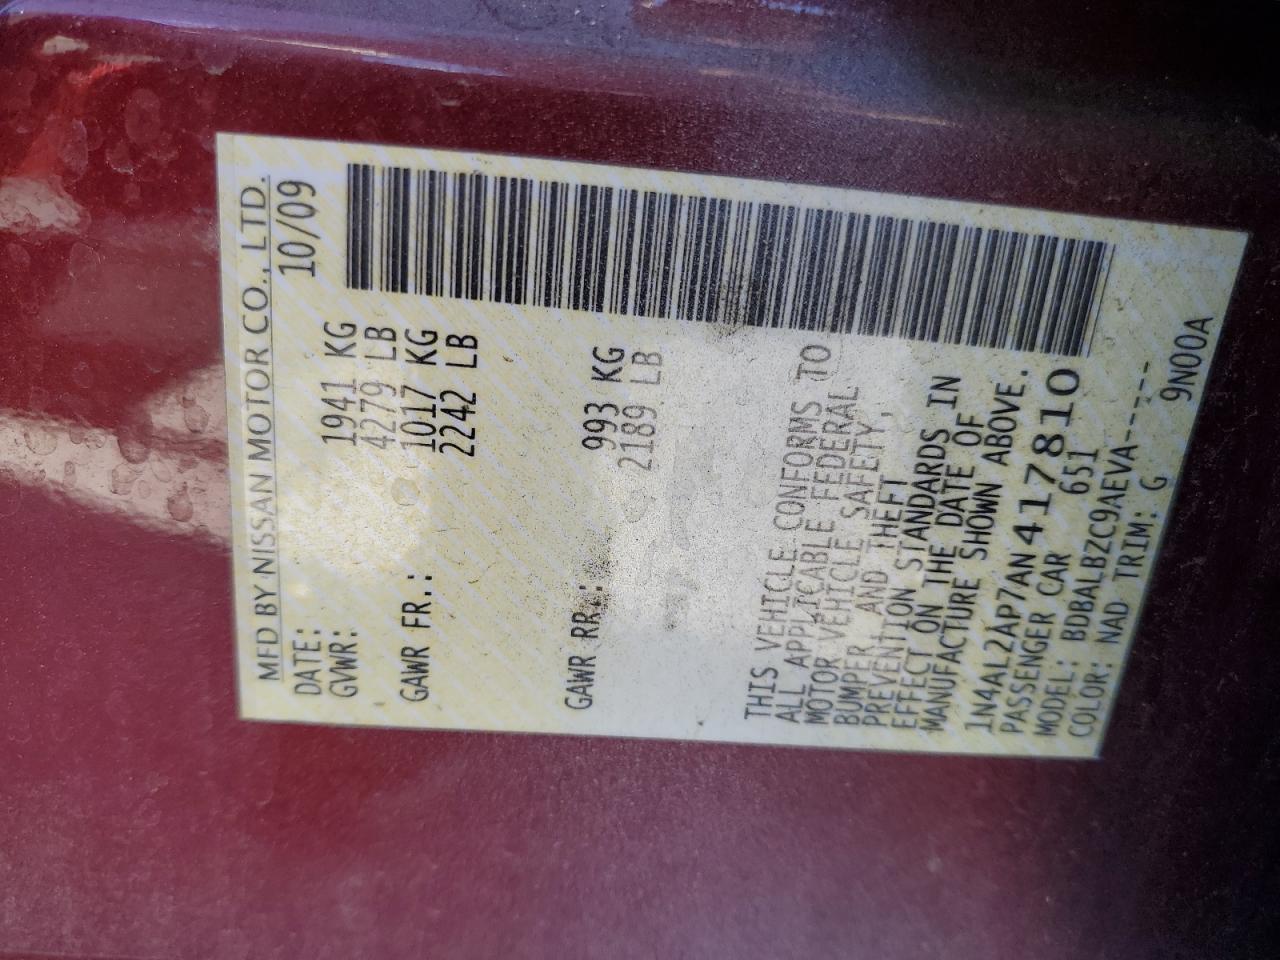 MFD BY NISSAN MOTOR CO., LTD.
DATE: 10/09
GVWR: 1941 KG
4279 LB
GAWR FR.: 1017 KG
2242 LB
GAWR RR.: 993 KG
2189 LB
THIS VEHICLE CONFORMS TO
ALL APPLICABLE FEDERAL
MOTOR VEHICLE SAFETY,
BUMPER AND THEFT
PREVENTION STANDARDS IN
EFFECT ON THE DATE OF
MANUFACTURE SHOWN ABOVE.
1N4AL2AP7AN417810
PASSENGER CAR 651
MODEL: BDBALBZC9AEVA-----
COLOR: NAD TRIM: G 9N00A